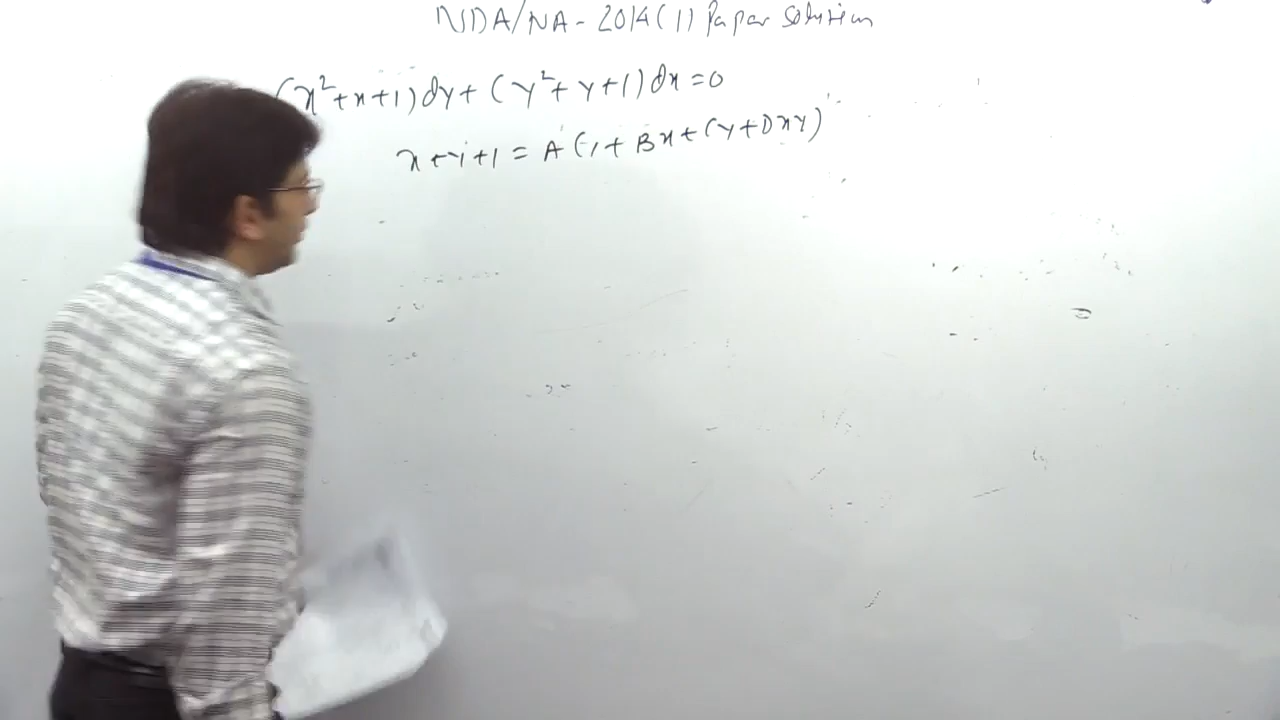 NDA/NA - 2014(1) Paper Solution
(x²+x+1)dy + (y²+y+1)dx = 0
x+y+1 = A(1+Bx+Cy+Dxy)